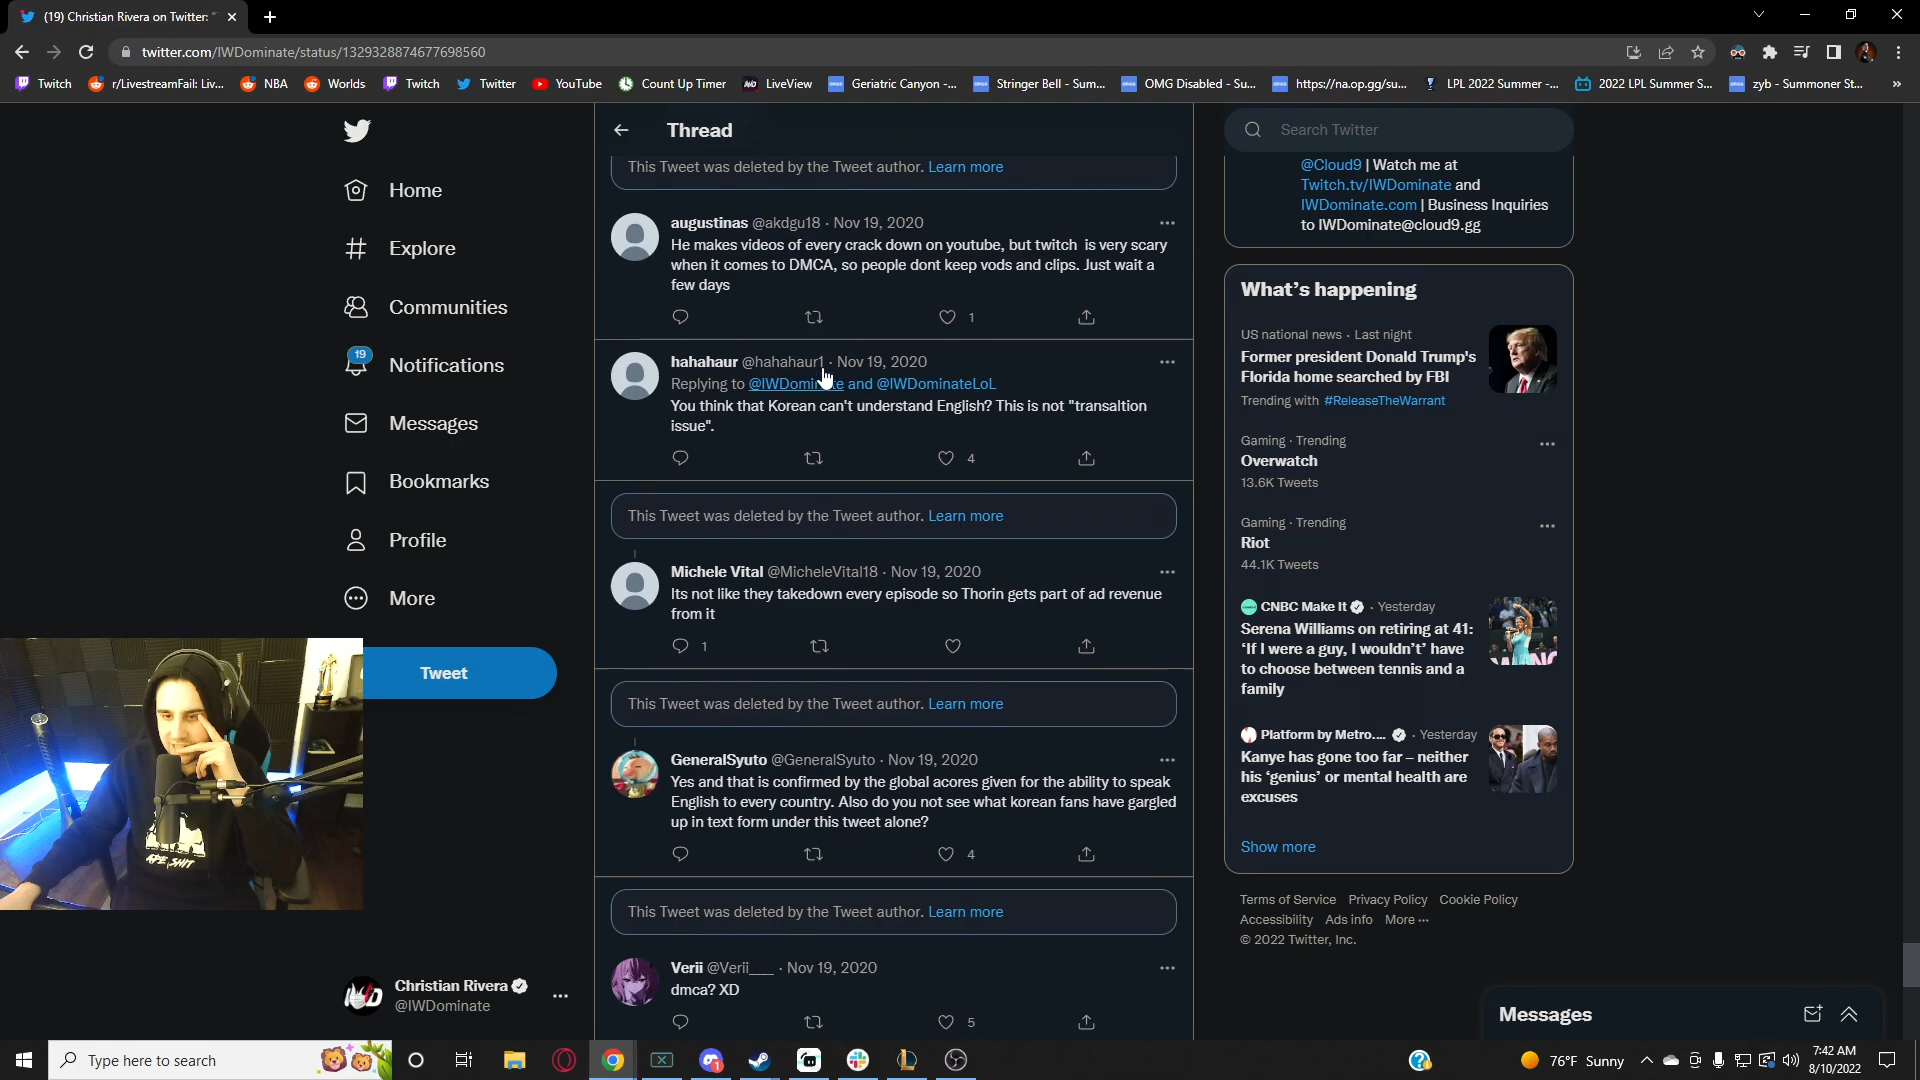 (19) Christian Rivera on Twitter: "
twitter.com/IWDominate/status/1329328874677698560
Twitch
r/LivestreamFail: Liv...
NBA
Worlds
Twitch
Twitter
YouTube
Count Up Timer
LiveView
Geriatric Canyon -...
Stringer Bell - Sum...
OMG Disabled - Su...
https://na.op.gg/su...
LPL 2022 Summer -...
2022 LPL Summer S...
zyb - Summoner St...
»
Home
Explore
Communities
19
Notifications
Messages
Bookmarks
Profile
More
Tweet
Christian Rivera
@IWDominate
Thread
This Tweet was deleted by the Tweet author. Learn more
augustinas @akdgu18 · Nov 19, 2020
He makes videos of every crack down on youtube, but twitch is very scary
when it comes to DMCA, so people dont keep vods and clips. Just wait a
few days
1
hahahaur @hahahaur1 · Nov 19, 2020
Replying to @IWDominate and @IWDominateLoL
You think that Korean can't understand English? This is not "transaltion
issue".
4
This Tweet was deleted by the Tweet author. Learn more
Michele Vital @MicheleVital18 · Nov 19, 2020
Its not like they takedown every episode so Thorin gets part of ad revenue
from it
1
This Tweet was deleted by the Tweet author. Learn more
GeneralSyuto @GeneralSyuto · Nov 19, 2020
Yes and that is confirmed by the global acores given for the ability to speak
English to every country. Also do you not see what korean fans have gargled
up in text form under this tweet alone?
4
This Tweet was deleted by the Tweet author. Learn more
Verii @Verii___ · Nov 19, 2020
dmca? XD
5
Search Twitter
@Cloud9 | Watch me at
Twitch.tv/IWDominate and
IWDominate.com | Business Inquiries
to IWDominate@cloud9.gg
What's happening
US national news · Last night
Former president Donald Trump's
Florida home searched by FBI
Trending with #ReleaseTheWarrant
Gaming · Trending
Overwatch
13.6K Tweets
Gaming · Trending
Riot
44.1K Tweets
CNBC Make It · Yesterday
Serena Williams on retiring at 41:
'If I were a guy, I wouldn't' have
to choose between tennis and a
family
Platform by Metro.... · Yesterday
Kanye has gone too far – neither
his 'genius' or mental health are
excuses
Show more
Terms of Service Privacy Policy Cookie Policy
Accessibility Ads info More ···
© 2022 Twitter, Inc.
Messages
APE SHIT
Type here to search
76°F Sunny
7:42 AM
8/10/2022